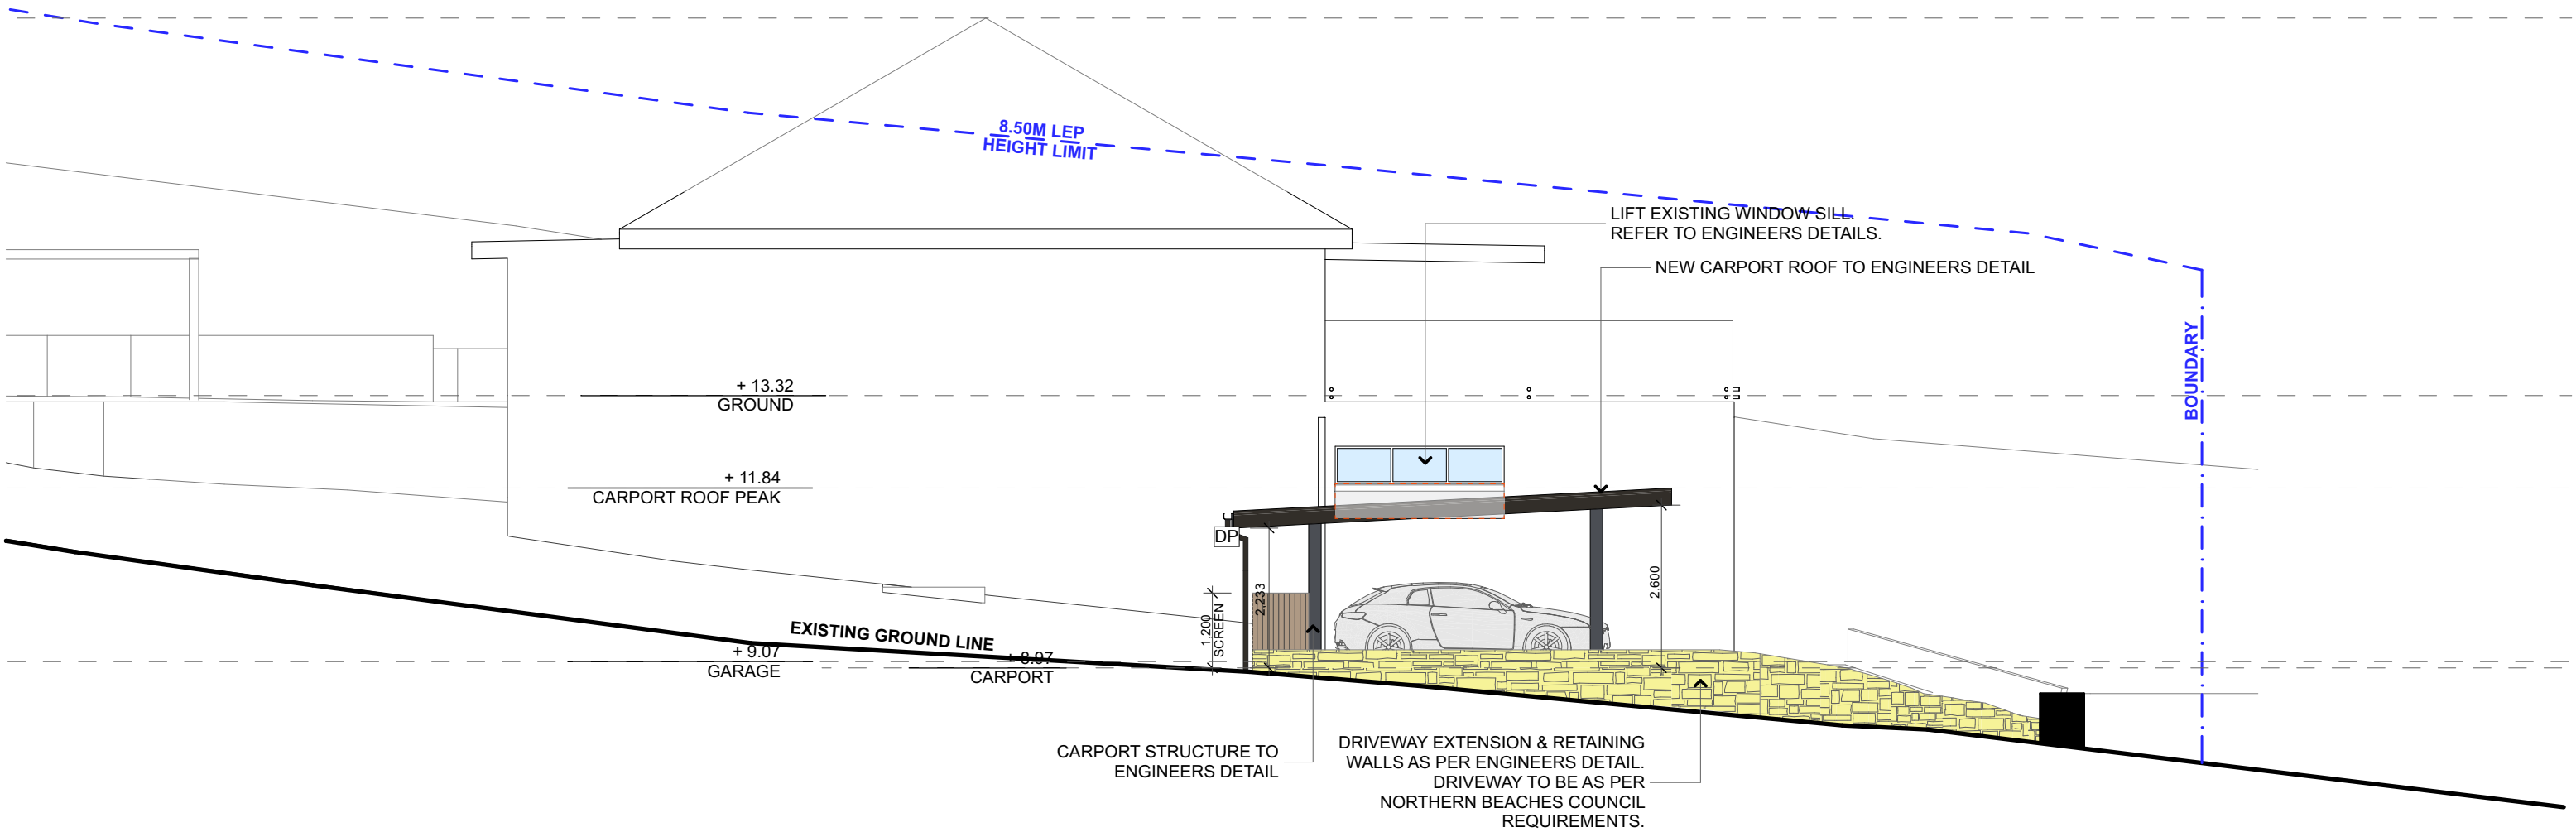 8.50M LEP
HEIGHT LIMIT
LIFT EXISTING WINDOW SILL.
REFER TO ENGINEERS DETAILS.
NEW CARPORT ROOF TO ENGINEERS DETAIL
BOUNDARY
+ 13.32
GROUND
+ 11.84
CARPORT ROOF PEAK
DP
2,233
2,600
1,200
SCREEN
EXISTING GROUND LINE
+ 9.07
GARAGE
+ 8.97
CARPORT
CARPORT STRUCTURE TO
ENGINEERS DETAIL
DRIVEWAY EXTENSION & RETAINING
WALLS AS PER ENGINEERS DETAIL.
DRIVEWAY TO BE AS PER
NORTHERN BEACHES COUNCIL
REQUIREMENTS.